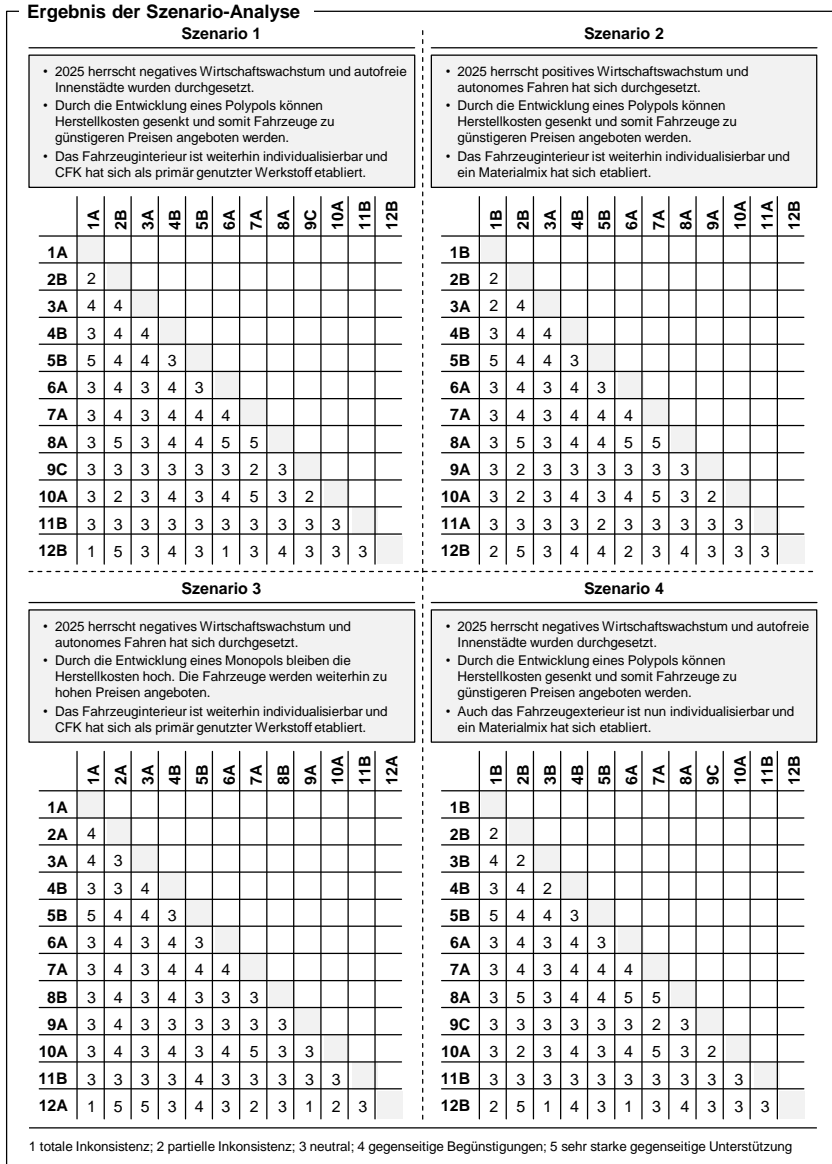 Ergebnis der Szenario-Analyse
Szenario 1
• 2025 herrscht negatives Wirtschaftswachstum und autofreie
Innenstädte wurden durchgesetzt.
• Durch die Entwicklung eines Polypols können
Herstellkosten gesenkt und somit Fahrzeuge zu
günstigeren Preisen angeboten werden.
• Das Fahrzeuginterieur ist weiterhin individualisierbar und
CFK hat sich als primär genutzter Werkstoff etabliert.
1A 2B 3A 4B 5B 6A 7A 8A 9C 10A 11B 12B
1A
2B 2
3A 4 4
4B 3 4 4
5B 5 4 4 3
6A 3 4 3 4 3
7A 3 4 3 4 4 4
8A 3 5 3 4 4 5 5
9C 3 3 3 3 3 3 2 3
10A 3 2 3 4 3 4 5 3 2
11B 3 3 3 3 3 3 3 3 3 3
12B 1 5 3 4 3 1 3 4 3 3 3
Szenario 2
• 2025 herrscht positives Wirtschaftswachstum und
autonomes Fahren hat sich durchgesetzt.
• Durch die Entwicklung eines Polypols können
Herstellkosten gesenkt und somit Fahrzeuge zu
günstigeren Preisen angeboten werden.
• Das Fahrzeuginterieur ist weiterhin individualisierbar und
ein Materialmix hat sich etabliert.
1B 2B 3A 4B 5B 6A 7A 8A 9A 10A 11A 12B
1B
2B 2
3A 2 4
4B 3 4 4
5B 5 4 4 3
6A 3 4 3 4 3
7A 3 4 3 4 4 4
8A 3 5 3 4 4 5 5
9A 3 2 3 3 3 3 3 3
10A 3 2 3 4 3 4 5 3 2
11A 3 3 3 3 2 3 3 3 3 3
12B 2 5 3 4 4 2 3 4 3 3 3
Szenario 3
• 2025 herrscht negatives Wirtschaftswachstum und
autonomes Fahren hat sich durchgesetzt.
• Durch die Entwicklung eines Monopols bleiben die
Herstellkosten hoch. Die Fahrzeuge werden weiterhin zu
hohen Preisen angeboten.
• Das Fahrzeuginterieur ist weiterhin individualisierbar und
CFK hat sich als primär genutzter Werkstoff etabliert.
1A 2A 3A 4B 5B 6A 7A 8B 9A 10A 11B 12A
1A
2A 4
3A 4 3
4B 3 3 4
5B 5 4 4 3
6A 3 4 3 4 3
7A 3 4 3 4 4 4
8B 3 4 3 4 3 3 3
9A 3 4 3 3 3 3 3 3
10A 3 4 3 4 3 4 5 3 3
11B 3 3 3 3 4 3 3 3 3 3
12A 1 5 5 3 4 3 2 3 1 2 3
Szenario 4
• 2025 herrscht negatives Wirtschaftswachstum und autofreie
Innenstädte wurden durchgesetzt.
• Durch die Entwicklung eines Polypols können
Herstellkosten gesenkt und somit Fahrzeuge zu
günstigeren Preisen angeboten werden.
• Auch das Fahrzeugexterieur ist nun individualisierbar und
ein Materialmix hat sich etabliert.
1B 2B 3B 4B 5B 6A 7A 8A 9C 10A 11B 12B
1B
2B 2
3B 4 2
4B 3 4 2
5B 5 4 4 3
6A 3 4 3 4 3
7A 3 4 3 4 4 4
8A 3 5 3 4 4 5 5
9C 3 3 3 3 3 3 2 3
10A 3 2 3 4 3 4 5 3 2
11B 3 3 3 3 3 3 3 3 3 3
12B 2 5 1 4 3 1 3 4 3 3 3
1 totale Inkonsistenz; 2 partielle Inkonsistenz; 3 neutral; 4 gegenseitige Begünstigungen; 5 sehr starke gegenseitige Unterstützung